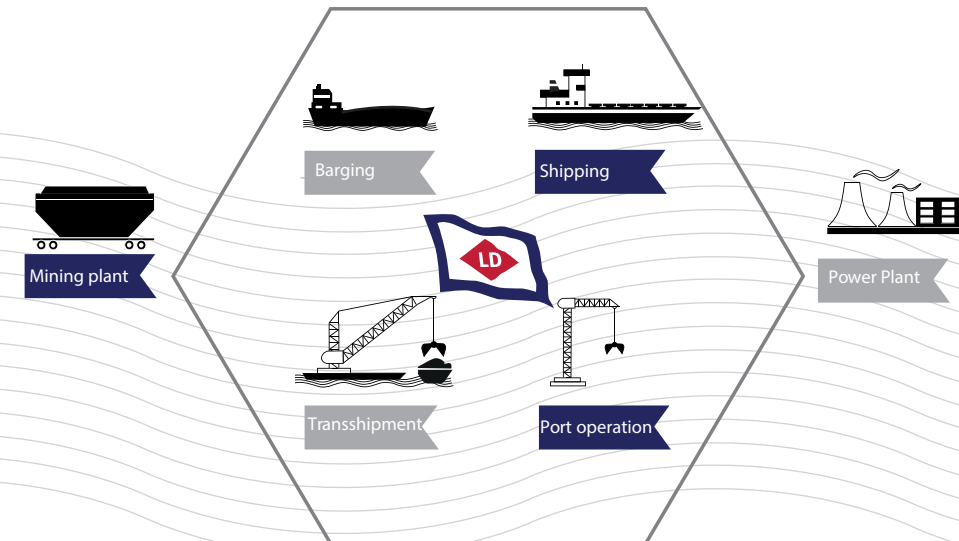 Barging
Shipping
Mining plant
LD
Power Plant
Transshipment
Port operation